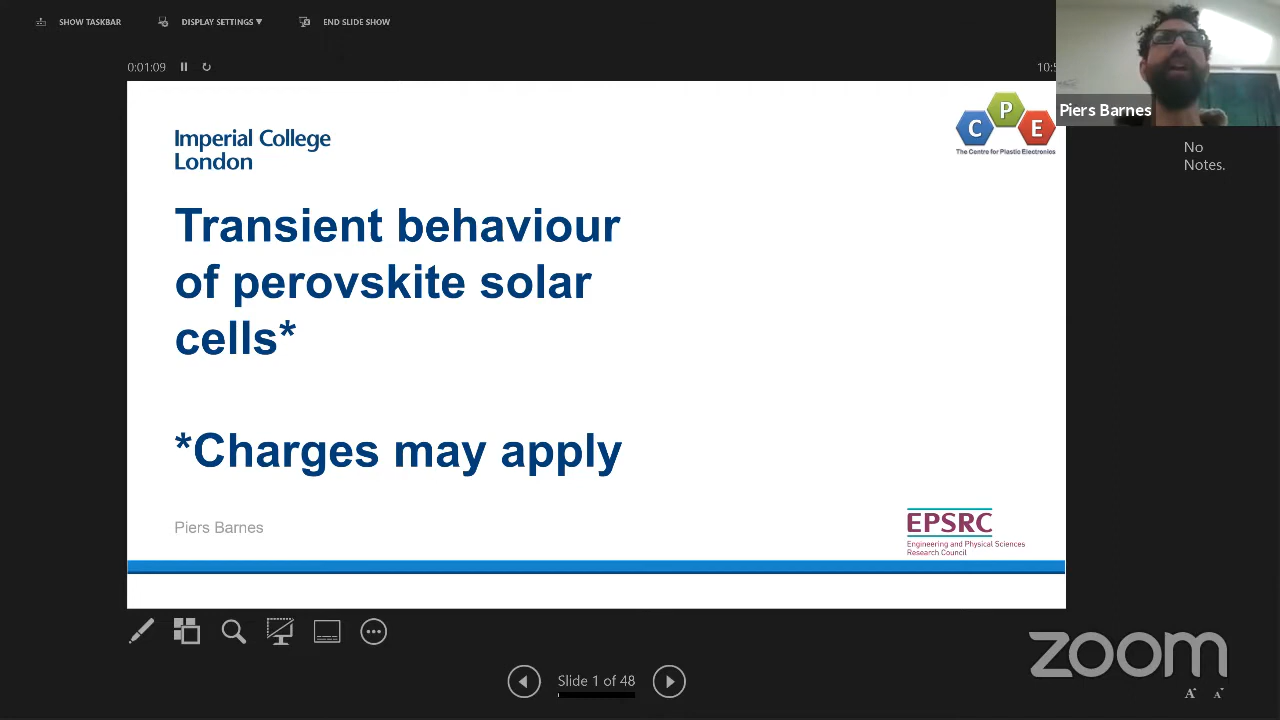 SHOW TASKBAR
DISPLAY SETTINGS ▼
END SLIDE SHOW
0:01:09
10:5
Piers Barnes
No
Notes.
Imperial College
London
C P E
The Centre for Plastic Electronics
Transient behaviour
of perovskite solar
cells*
*Charges may apply
Piers Barnes
EPSRC
Engineering and Physical Sciences
Research Council
Slide 1 of 48
zoom
A A